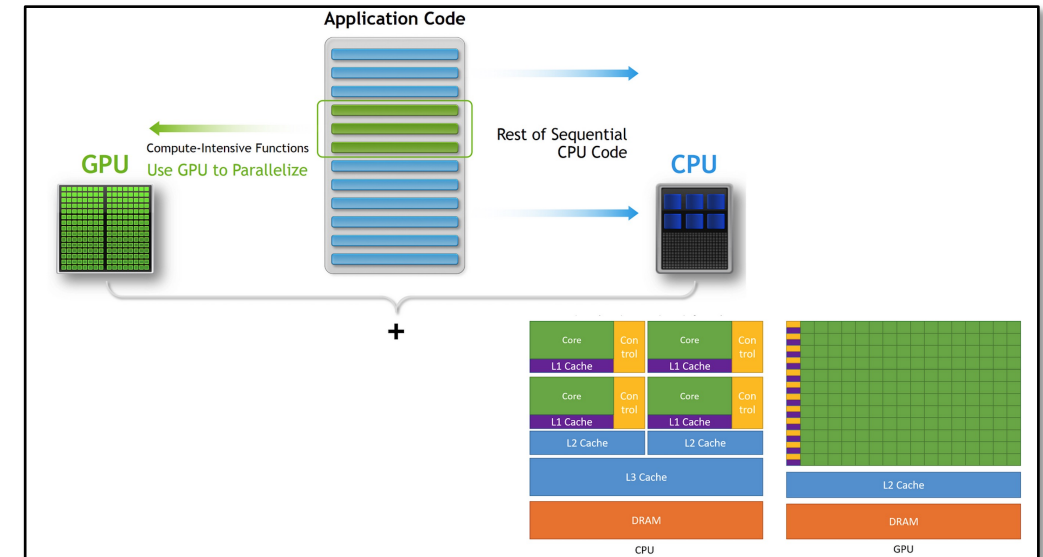 Application Code
Compute-Intensive Functions
GPU
Use GPU to Parallelize
Rest of Sequential
CPU Code
CPU
+
Core
Con
trol
Core
Con
trol
L1 Cache
L1 Cache
Core
Con
trol
Core
Con
trol
L1 Cache
L1 Cache
L2 Cache
L2 Cache
L3 Cache
DRAM
CPU
L2 Cache
DRAM
GPU